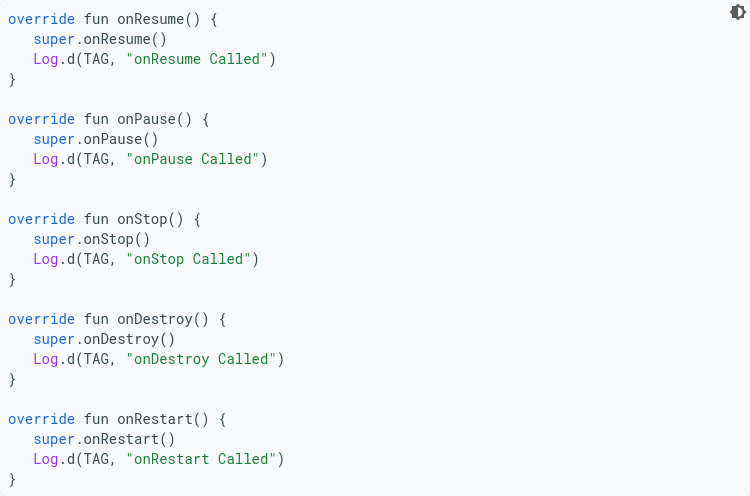 override fun onResume() {
   super.onResume()
   Log.d(TAG, "onResume Called")
}

override fun onPause() {
   super.onPause()
   Log.d(TAG, "onPause Called")
}

override fun onStop() {
   super.onStop()
   Log.d(TAG, "onStop Called")
}

override fun onDestroy() {
   super.onDestroy()
   Log.d(TAG, "onDestroy Called")
}

override fun onRestart() {
   super.onRestart()
   Log.d(TAG, "onRestart Called")
}